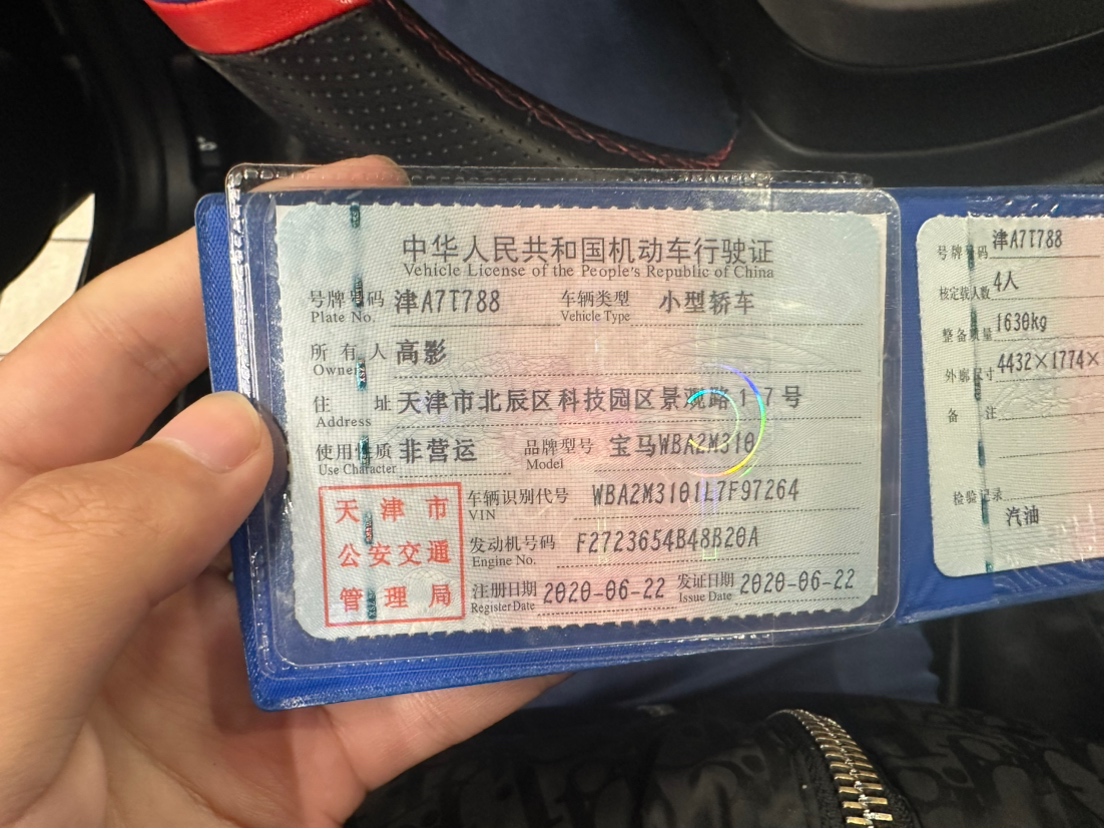 中华人民共和国机动车行驶证
Vehicle License of the People's Republic of China
号牌号码 津A7T788 车辆类型 小型轿车
Plate No. Vehicle Type
所有人 高影
Owner
住址 天津市北辰区科技园区景观路1 7号
Address
使用性质 非营运 品牌型号 宝马WBA2M310
Use Character Model
车辆识别代号 WBA2M3101L7F97264
VIN
发动机号码 F2723654B48B20A
Engine No.
注册日期 2020-06-22 发证日期 2020-06-22
Register Date Issue Date
天津市
公安交通
管理局
号牌号码 津A7T788
核定载人数 4人
整备质量 1630kg
外廓尺寸 4432×1774×
备注
检验记录
汽油